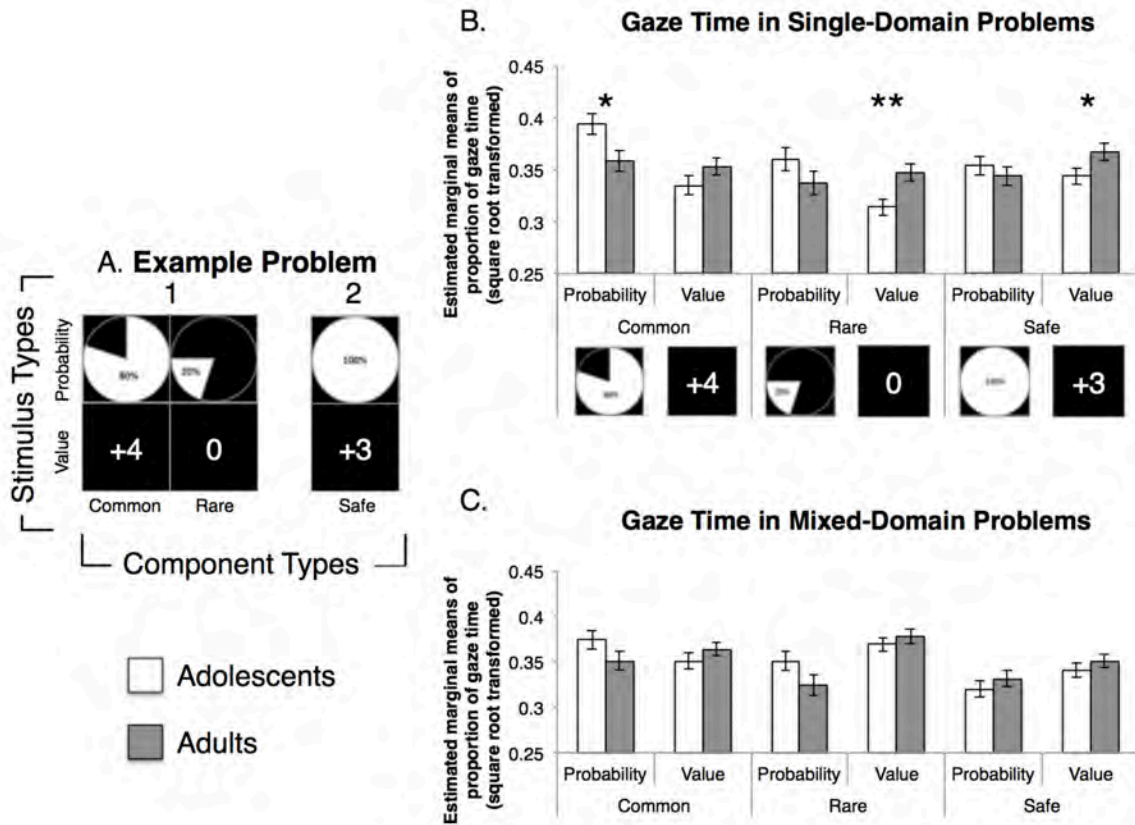 A. Example Problem
1 2
Stimulus Types
Probability
80% 20% 100%
Value
+4 0 +3
Common Rare Safe
Component Types
Adolescents
Adults
B. Gaze Time in Single-Domain Problems
Estimated marginal means of
proportion of gaze time
(square root transformed)
0.45
0.4
0.35
0.3
0.25
* ** *
Probability Value Probability Value Probability Value
Common Rare Safe
+4 0 +3
C. Gaze Time in Mixed-Domain Problems
Estimated marginal means of
proportion of gaze time
(square root transformed)
0.45
0.4
0.35
0.3
0.25
Probability Value Probability Value Probability Value
Common Rare Safe